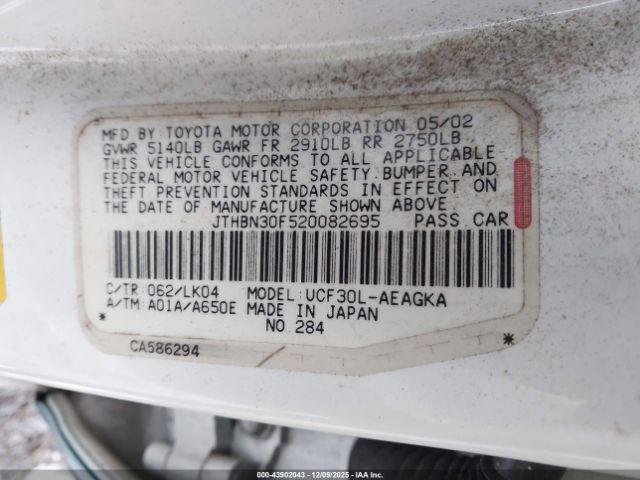 MFD BY TOYOTA MOTOR CORPORATION 05/02
GVWR 5140LB GAWR FR 2910LB RR 2750LB
THIS VEHICLE CONFORMS TO ALL APPLICABLE
FEDERAL MOTOR VEHICLE SAFETY, BUMPER, AND
THEFT PREVENTION STANDARDS IN EFFECT ON
THE DATE OF MANUFACTURE SHOWN ABOVE.
JTHBN30F520082695 PASS CAR
C/TR: 062/LK04 MODEL: UCF30L-AEAGKA
A/TM: A01A/A650E MADE IN JAPAN
* NO. 284 *
CA586294
000-43902043 - 12/09/2025 - IAA Holdings, LLC